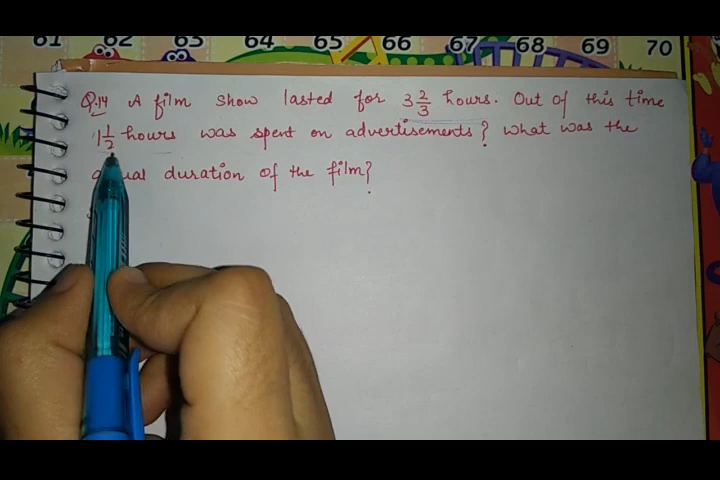 61 62 63 64 65 66 67 68 69 70
Q.14 A film show lasted for 3 2/3 hours. Out of this time
1 1/2 hours was spent on advertisements? What was the
duration of the film?